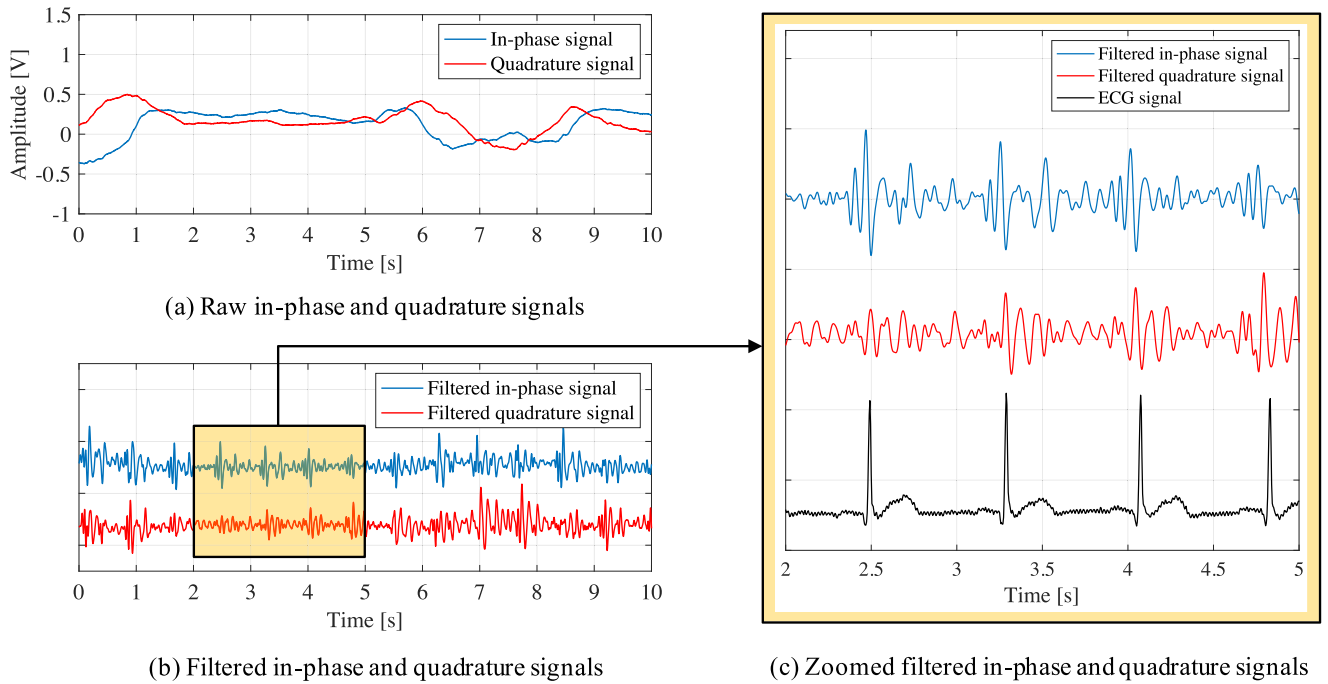 1.5
1
0.5
0
-0.5
-1
Amplitude [V]
In-phase signal
Quadrature signal
0 1 2 3 4 5 6 7 8 9 10
Time [s]
(a) Raw in-phase and quadrature signals
Filtered in-phase signal
Filtered quadrature signal
0 1 2 3 4 5 6 7 8 9 10
Time [s]
(b) Filtered in-phase and quadrature signals
Filtered in-phase signal
Filtered quadrature signal
ECG signal
2 2.5 3 3.5 4 4.5 5
Time [s]
(c) Zoomed filtered in-phase and quadrature signals